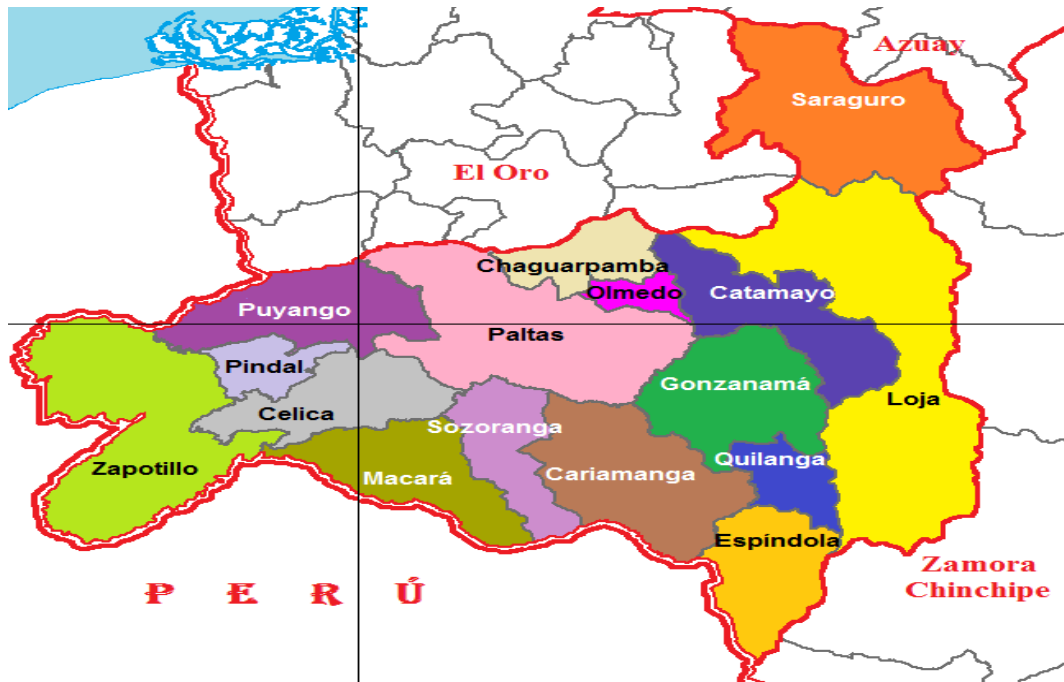 Azuay
Saraguro
El Oro
Chaguarpamba
Olmedo
Catamayo
Puyango
Paltas
Pindal
Gonzanamá
Loja
Celica
Sozoranga
Zapotillo
Macará
Cariamanga
Quilanga
Espíndola
Zamora
Chinchipe
P E R Ú